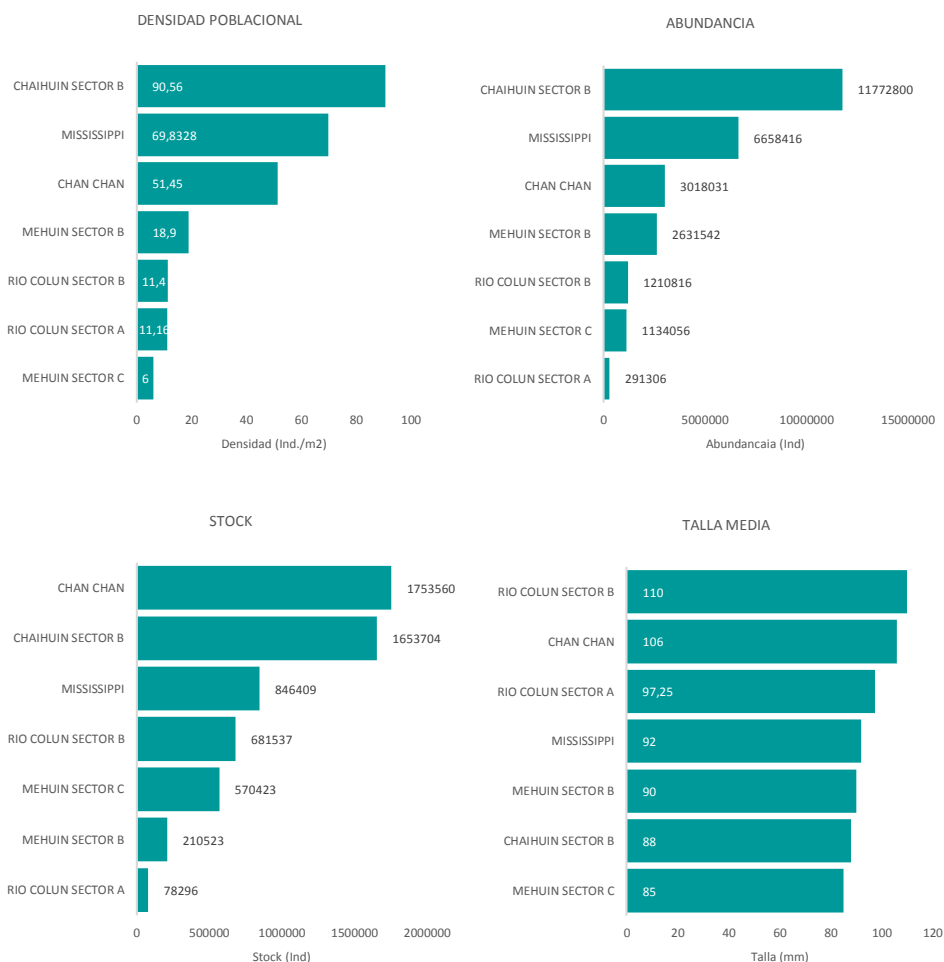 DENSIDAD POBLACIONAL
CHAIHUIN SECTOR B 90,56
MISSISSIPPI 69,8328
CHAN CHAN 51,45
MEHUIN SECTOR B 18,9
RIO COLUN SECTOR B 11,4
RIO COLUN SECTOR A 11,16
MEHUIN SECTOR C 6
0 20 40 60 80 100
Densidad (Ind./m2)
ABUNDANCIA
CHAIHUIN SECTOR B 11772800
MISSISSIPPI 6658416
CHAN CHAN 3018031
MEHUIN SECTOR B 2631542
RIO COLUN SECTOR B 1210816
MEHUIN SECTOR C 1134056
RIO COLUN SECTOR A 291306
0 5000000 10000000 15000000
Abundancaia (Ind)
STOCK
CHAN CHAN 1753560
CHAIHUIN SECTOR B 1653704
MISSISSIPPI 846409
RIO COLUN SECTOR B 681537
MEHUIN SECTOR C 570423
MEHUIN SECTOR B 210523
RIO COLUN SECTOR A 78296
0 500000 1000000 1500000 2000000
Stock (Ind)
TALLA MEDIA
RIO COLUN SECTOR B 110
CHAN CHAN 106
RIO COLUN SECTOR A 97,25
MISSISSIPPI 92
MEHUIN SECTOR B 90
CHAIHUIN SECTOR B 88
MEHUIN SECTOR C 85
0 20 40 60 80 100 120
Talla (mm)